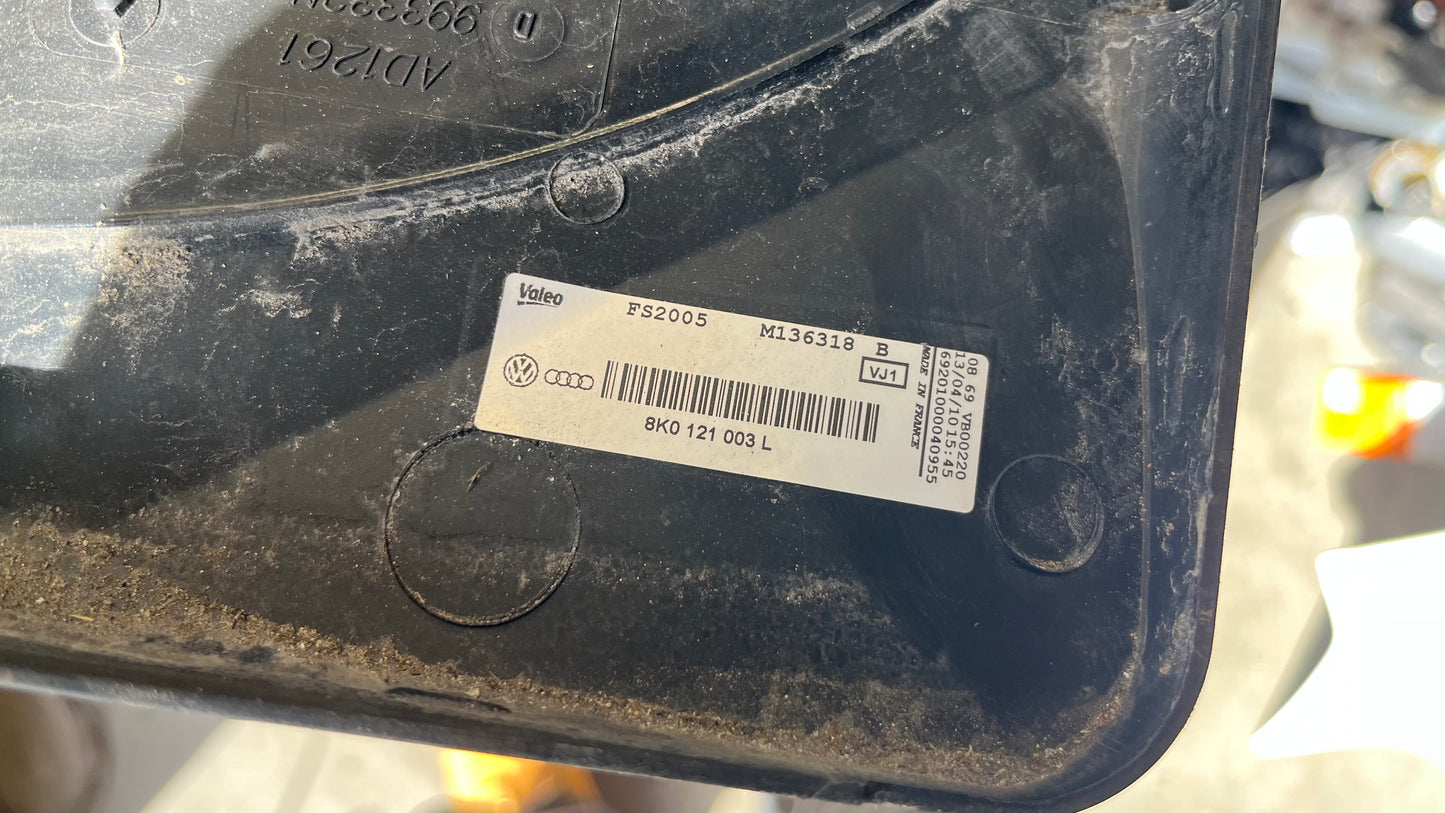 AD1261
D
Valeo
FS2005 M136318 B
VJ1
8K0 121 003 L
MADE IN FRANCE
08 69 VB00220
13/04/10 15:45
69201000040955